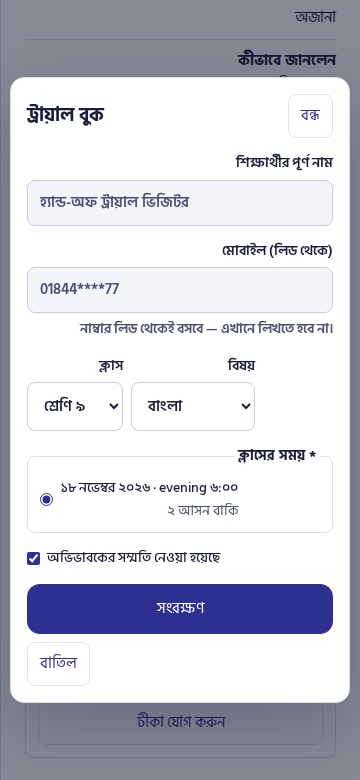 অজানা
কীভাবে জানলেন
ট্রায়াল বুক
বন্ধ
শিক্ষার্থীর পূর্ণ নাম
হ্যান্ড-অফ ট্রায়াল ভিজিটর
মোবাইল (লিড থেকে)
01844****77
নাম্বার লিড থেকেই বসবে — এখানে লিখতে হবে না।
ক্লাস
বিষয়
শ্রেণি ৯
বাংলা
ক্লাসের সময় *
১৮ নভেম্বর ২০২৬ · evening ৬:০০
২ আসন বাকি
অভিভাবকের সম্মতি নেওয়া হয়েছে
সংরক্ষণ
বাতিল
টীকা যোগ করুন